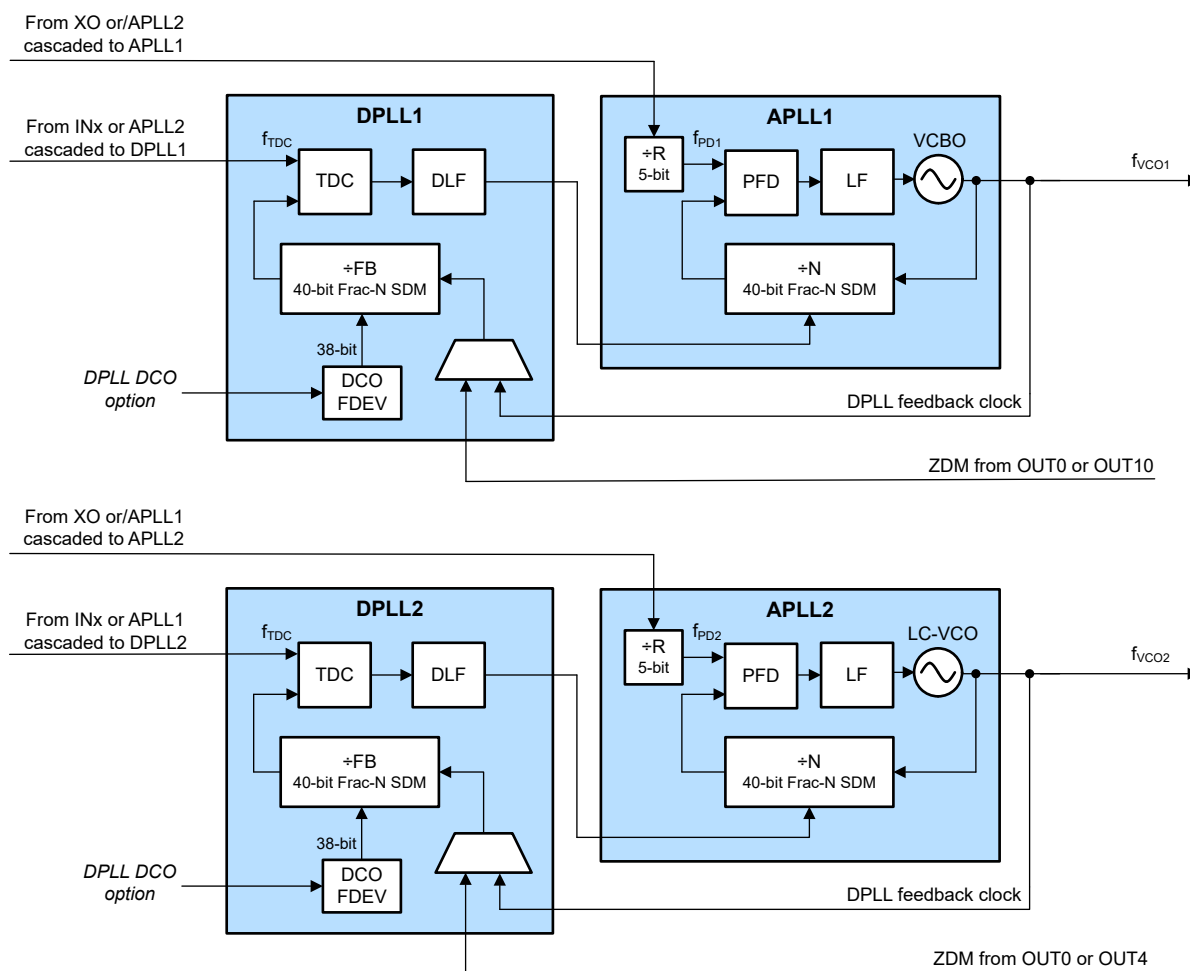 From XO or/APLL2
cascaded to APLL1
DPLL1
APLL1
From INx or APLL2
cascaded to DPLL1
fTDC
TDC
DLF
÷R
5-bit
fPD1
PFD
LF
VCBO
fVCO1
÷FB
40-bit Frac-N SDM
÷N
40-bit Frac-N SDM
38-bit
DPLL DCO
option
DCO
FDEV
DPLL feedback clock
ZDM from OUT0 or OUT10
From XO or/APLL1
cascaded to APLL2
DPLL2
APLL2
From INx or APLL1
cascaded to DPLL2
fTDC
TDC
DLF
÷R
5-bit
fPD2
PFD
LF
LC-VCO
fVCO2
÷FB
40-bit Frac-N SDM
÷N
40-bit Frac-N SDM
38-bit
DPLL DCO
option
DCO
FDEV
DPLL feedback clock
ZDM from OUT0 or OUT4